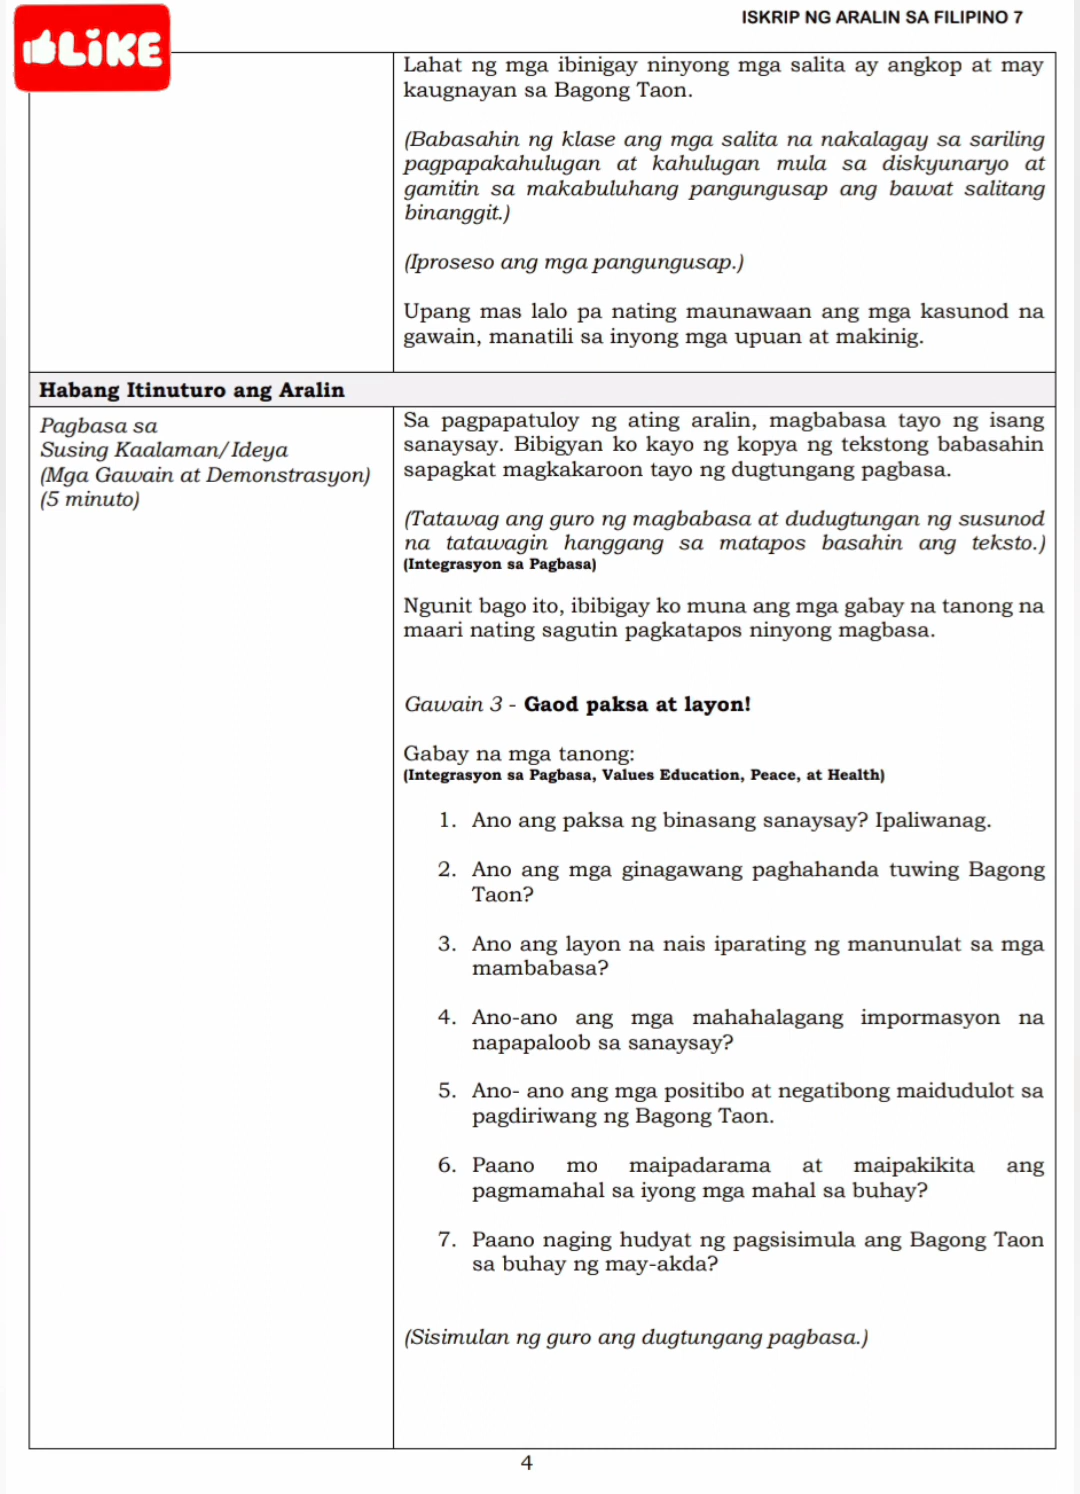 ISKRIP NG ARALIN SA FILIPINO 7
LiKE
Lahat ng mga ibinigay ninyong mga salita ay angkop at may
kaugnayan sa Bagong Taon.
(Babasahin ng klase ang mga salita na nakalagay sa sariling
pagpapakahulugan at kahulugan mula sa diskyunaryo at
gamitin sa makabuluhang pangungusap ang bawat salitang
binanggit.)
(Iproseso ang mga pangungusap.)
Upang mas lalo pa nating maunawaan ang mga kasunod na
gawain, manatili sa inyong mga upuan at makinig.
Habang Itinuturo ang Aralin
Pagbasa sa
Susing Kaalaman/Ideya
(Mga Gawain at Demonstrasyon)
(5 minuto)
Sa pagpapatuloy ng ating aralin, magbabasa tayo ng isang
sanaysay. Bibigyan ko kayo ng kopya ng tekstong babasahin
sapagkat magkakaroon tayo ng dugtungang pagbasa.
(Tatawag ang guro ng magbabasa at dudugtungan ng susunod
na tatawagin hanggang sa matapos basahin ang teksto.)
(Integrasyon sa Pagbasa)
Ngunit bago ito, ibibigay ko muna ang mga gabay na tanong na
maari nating sagutin pagkatapos ninyong magbasa.
Gawain 3 - Gaod paksa at layon!
Gabay na mga tanong:
(Integrasyon sa Pagbasa, Values Education, Peace, at Health)
1. Ano ang paksa ng binasang sanaysay? Ipaliwanag.
2. Ano ang mga ginagawang paghahanda tuwing Bagong
Taon?
3. Ano ang layon na nais iparating ng manunulat sa mga
mambabasa?
4. Ano-ano ang mga mahahalagang impormasyon na
napapaloob sa sanaysay?
5. Ano- ano ang mga positibo at negatibong maidudulot sa
pagdiriwang ng Bagong Taon.
6. Paano mo maipadarama at maipakikita ang
pagmamahal sa iyong mga mahal sa buhay?
7. Paano naging hudyat ng pagsisimula ang Bagong Taon
sa buhay ng may-akda?
(Sisimulan ng guro ang dugtungang pagbasa.)
4